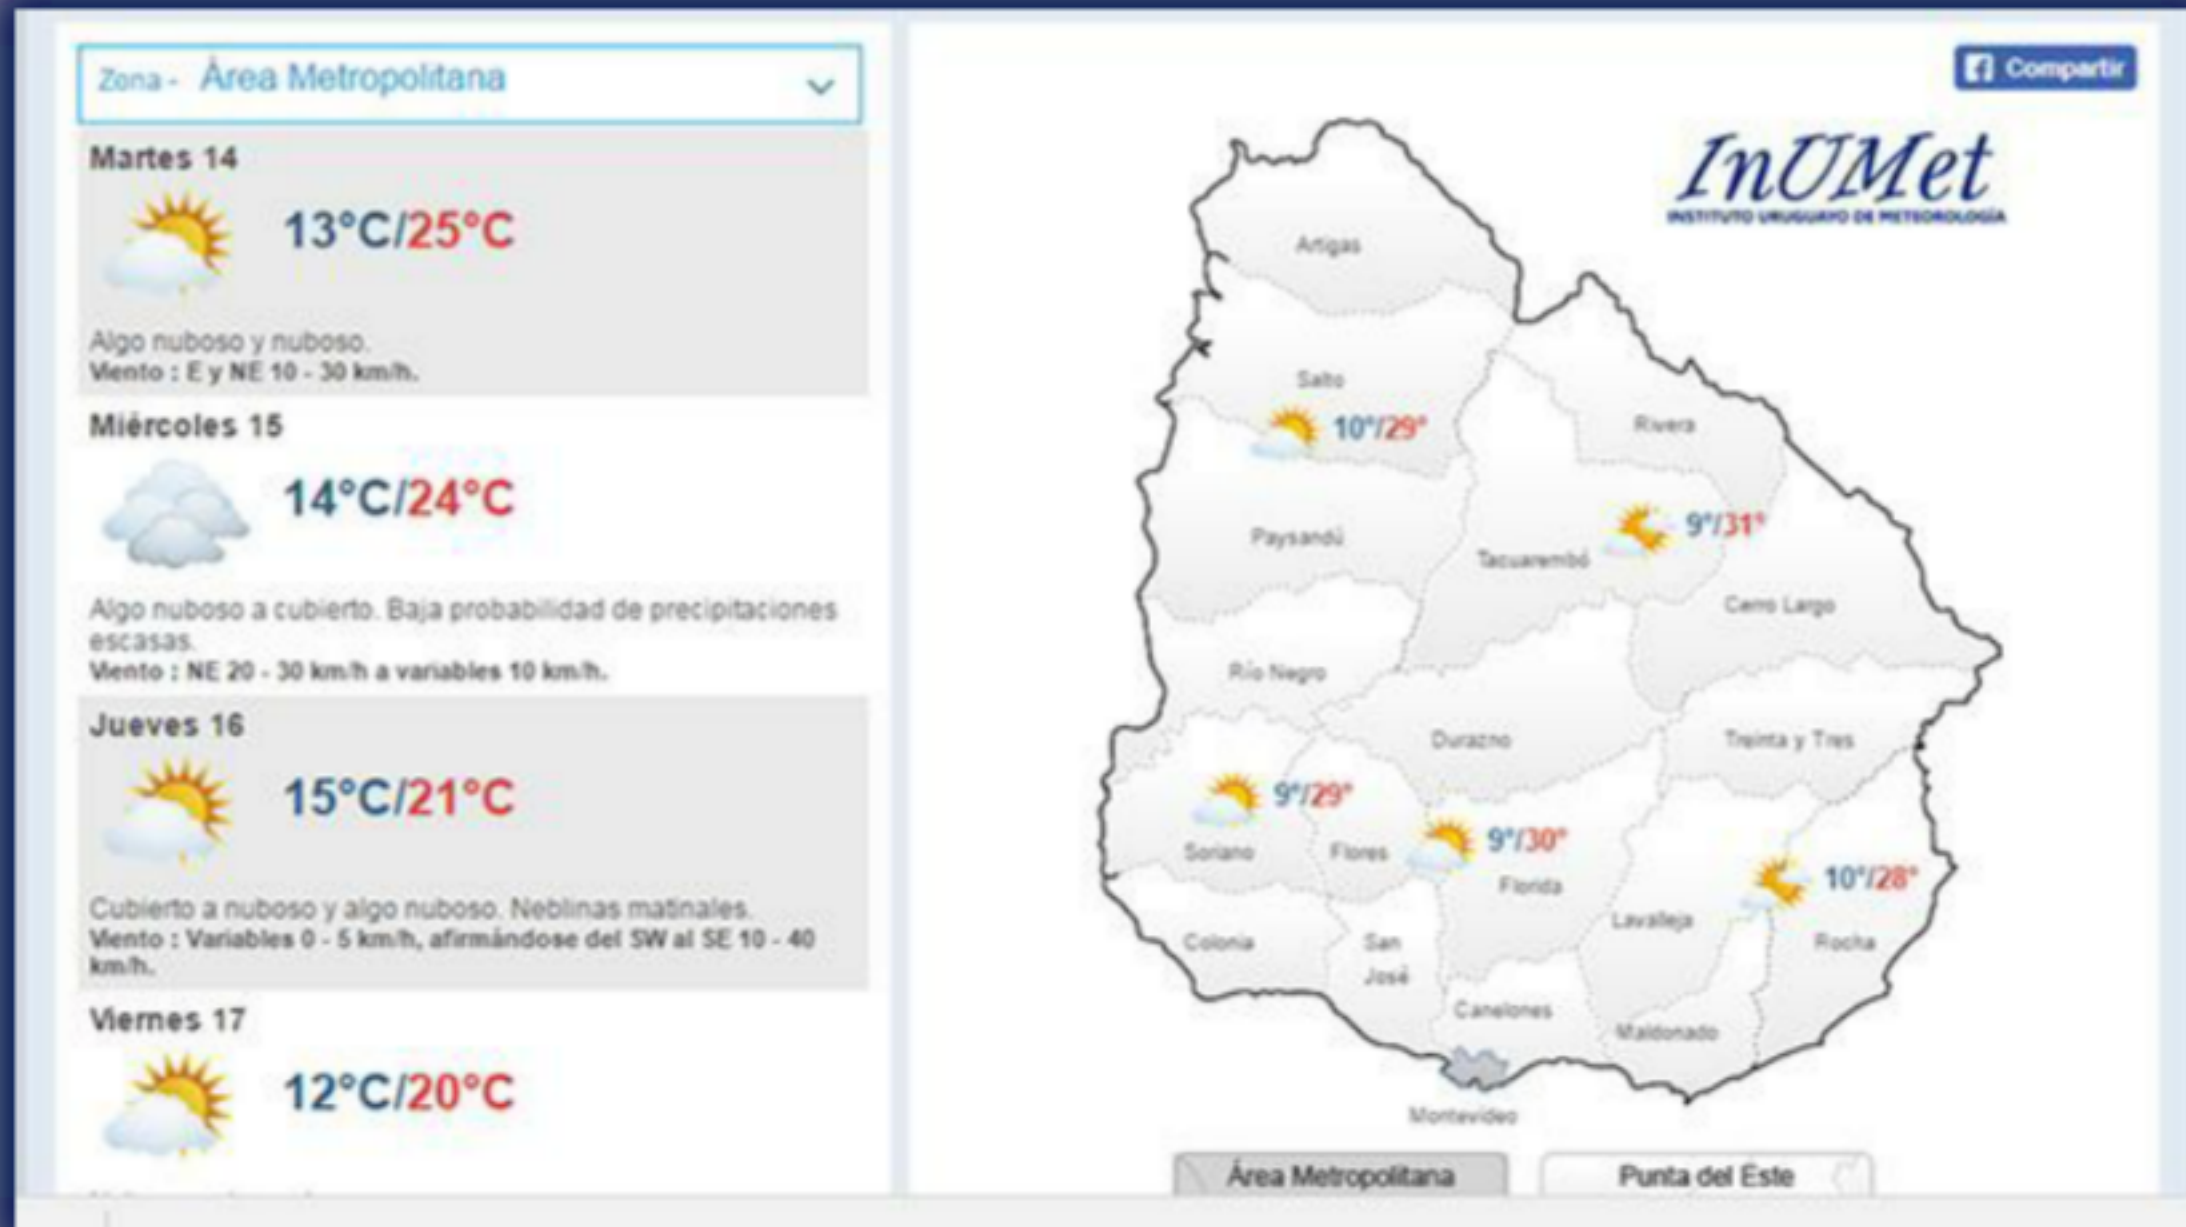 Zona - Área Metropolitana
Martes 14
13°C/25°C
Algo nuboso y nuboso.
Viento : E y NE 10 - 30 km/h.
Miércoles 15
14°C/24°C
Algo nuboso a cubierto. Baja probabilidad de precipitaciones
escasas.
Viento : NE 20 - 30 km/h a variables 10 km/h.
Jueves 16
15°C/21°C
Cubierto a nuboso y algo nuboso. Neblinas matinales.
Viento : Variables 0 - 5 km/h, afirmándose del SW al SE 10 - 40
km/h.
Viernes 17
12°C/20°C
Compartir
InUMet
INSTITUTO URUGUAYO DE METEOROLOGÍA
Artigas
Salto
10°/29°
Rivera
9°/31°
Paysandú
Tacuarembó
Cerro Largo
Río Negro
Durazno
Treinta y Tres
9°/29°
9°/30°
Soriano
Flores
Florida
10°/28°
Lavalleja
Colonia
San
José
Rocha
Canelones
Maldonado
Montevideo
Área Metropolitana
Punta del Este